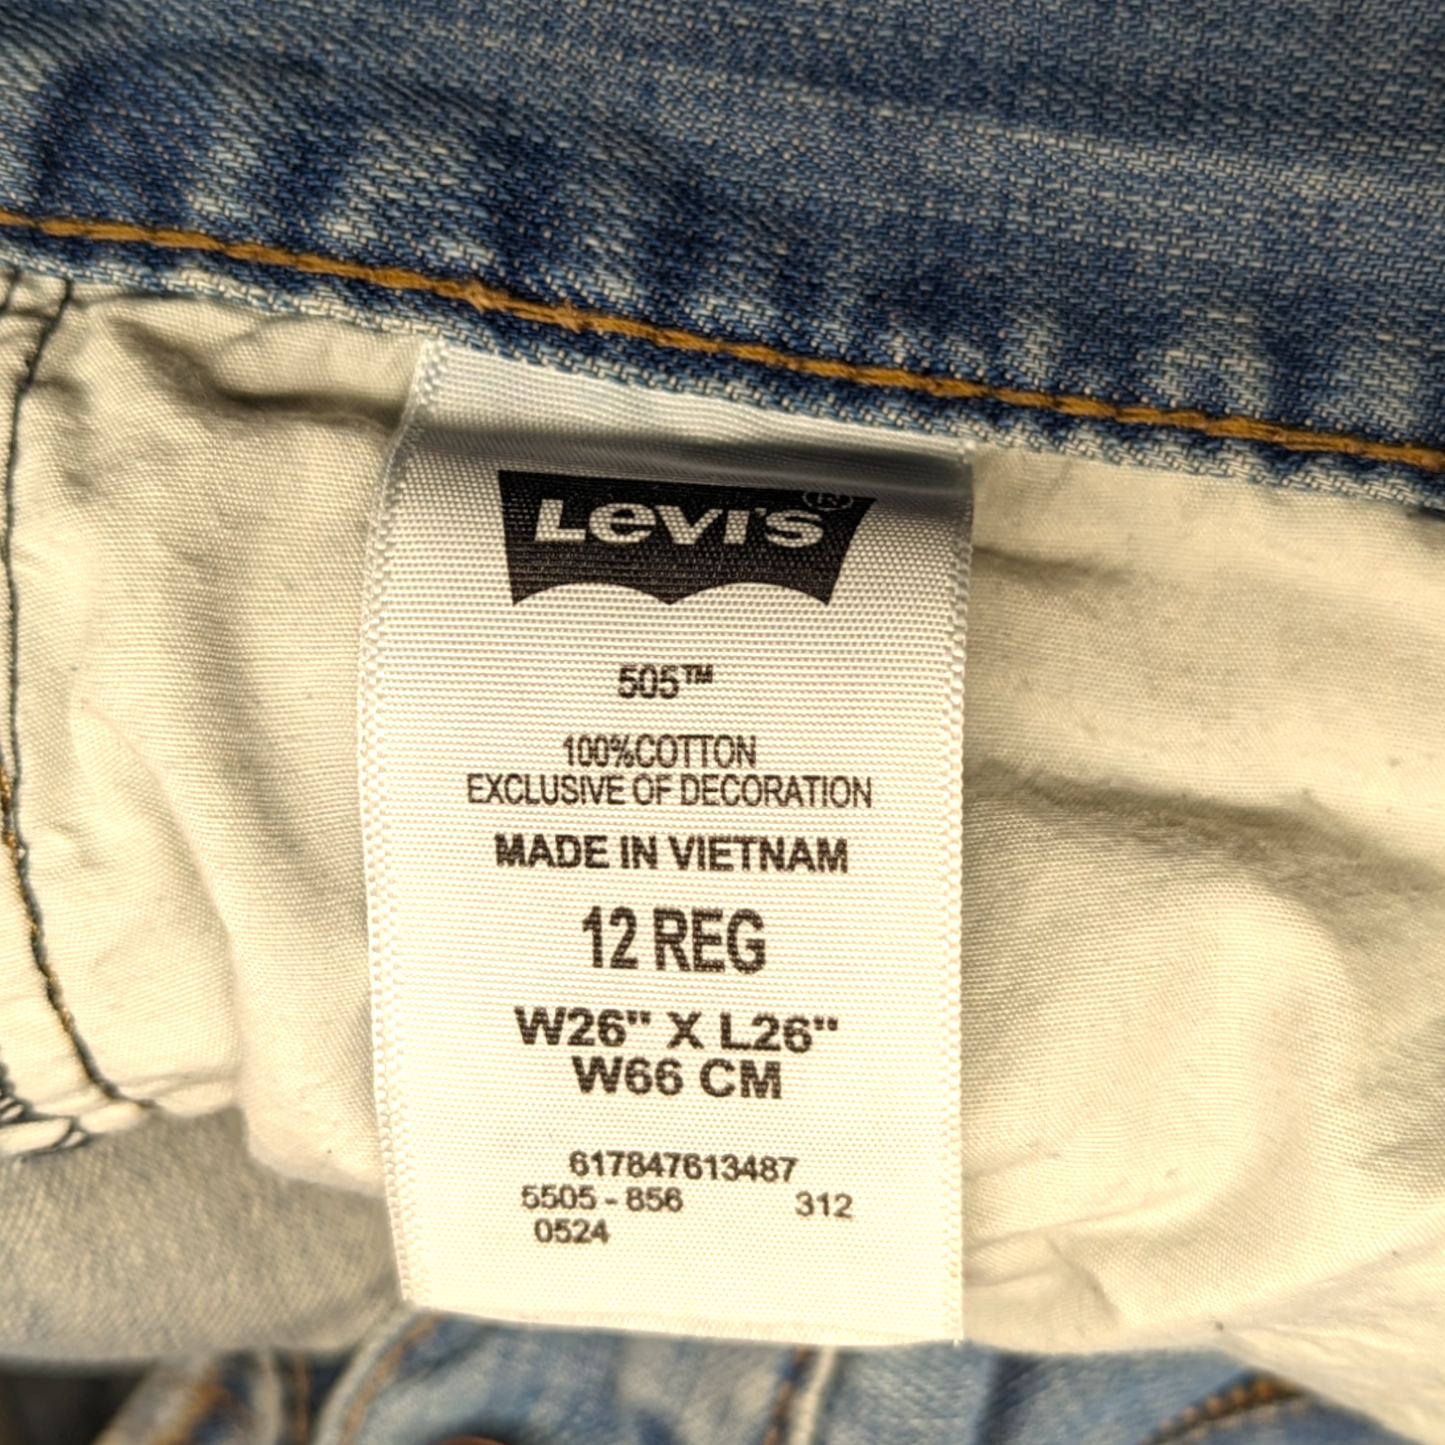 Levi's®
505™
100%COTTON
EXCLUSIVE OF DECORATION
MADE IN VIETNAM
12 REG
W26" X L26"
W66 CM
617847613487
5505 - 856 312
0524